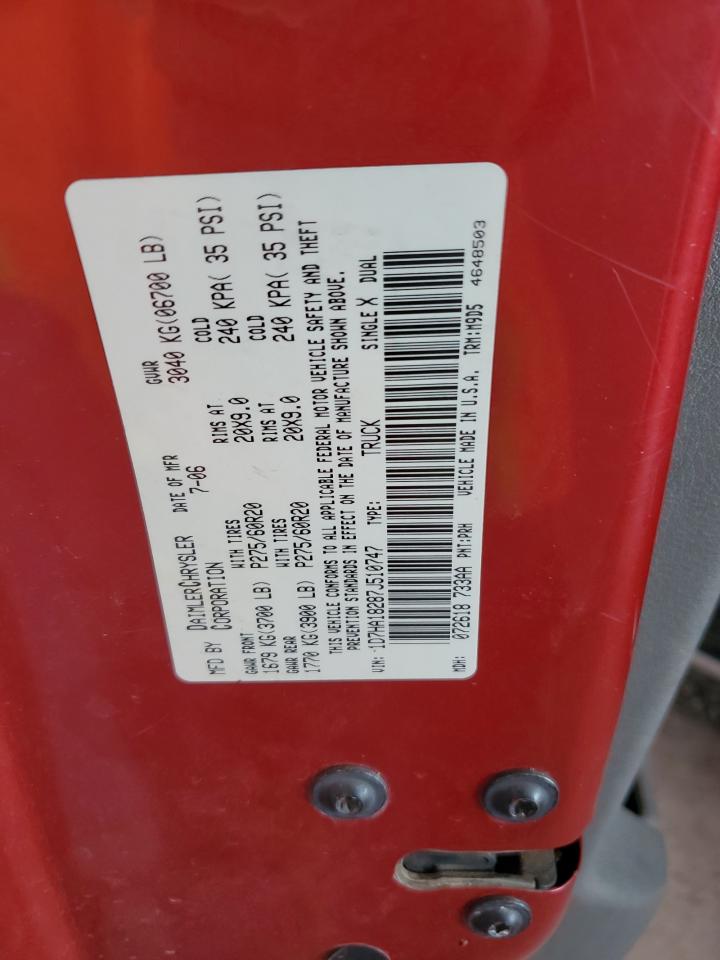 MFD BY DAIMLERCHRYSLER CORPORATION
DATE OF MFR 7-06
GVWR 3040 KG(06700 LB)
GAWR FRONT WITH TIRES RIMS AT COLD
1679 KG(3700 LB) P275/60R20 20X9.0 240 KPA( 35 PSI)
GAWR REAR WITH TIRES RIMS AT COLD
1770 KG(3900 LB) P275/60R20 20X9.0 240 KPA( 35 PSI)
THIS VEHICLE CONFORMS TO ALL APPLICABLE FEDERAL MOTOR VEHICLE SAFETY AND THEFT
PREVENTION STANDARDS IN EFFECT ON THE DATE OF MANUFACTURE SHOWN ABOVE.
VIN: 1D7HA18287J510747 TYPE: TRUCK SINGLE X DUAL
MDH: 072618 733AA PNT:PRH VEHICLE MADE IN U.S.A. TRM:M9D5 4648503